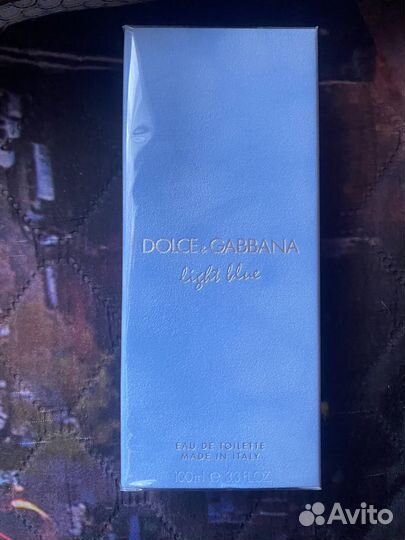 DOLCE & GABBANA
light blue
EAU DE TOILETTE
MADE IN ITALY
100ml ℮ 3.3 FL.OZ.
Avito